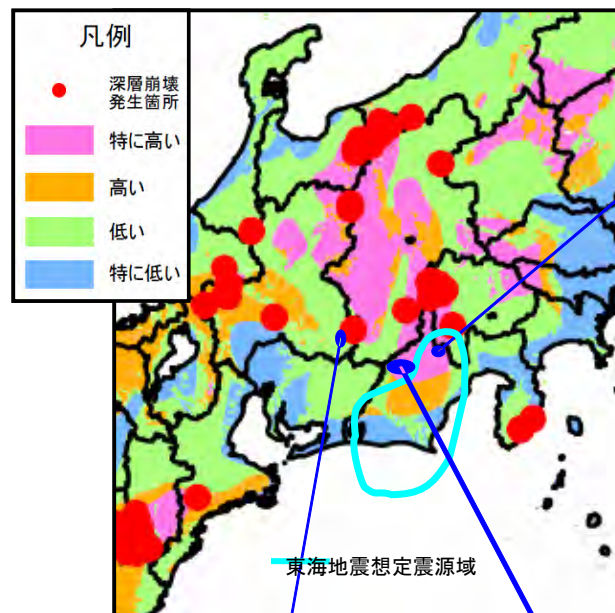 凡例
深層崩壊
発生箇所
特に高い
高い
低い
特に低い
東海地震想定震源域